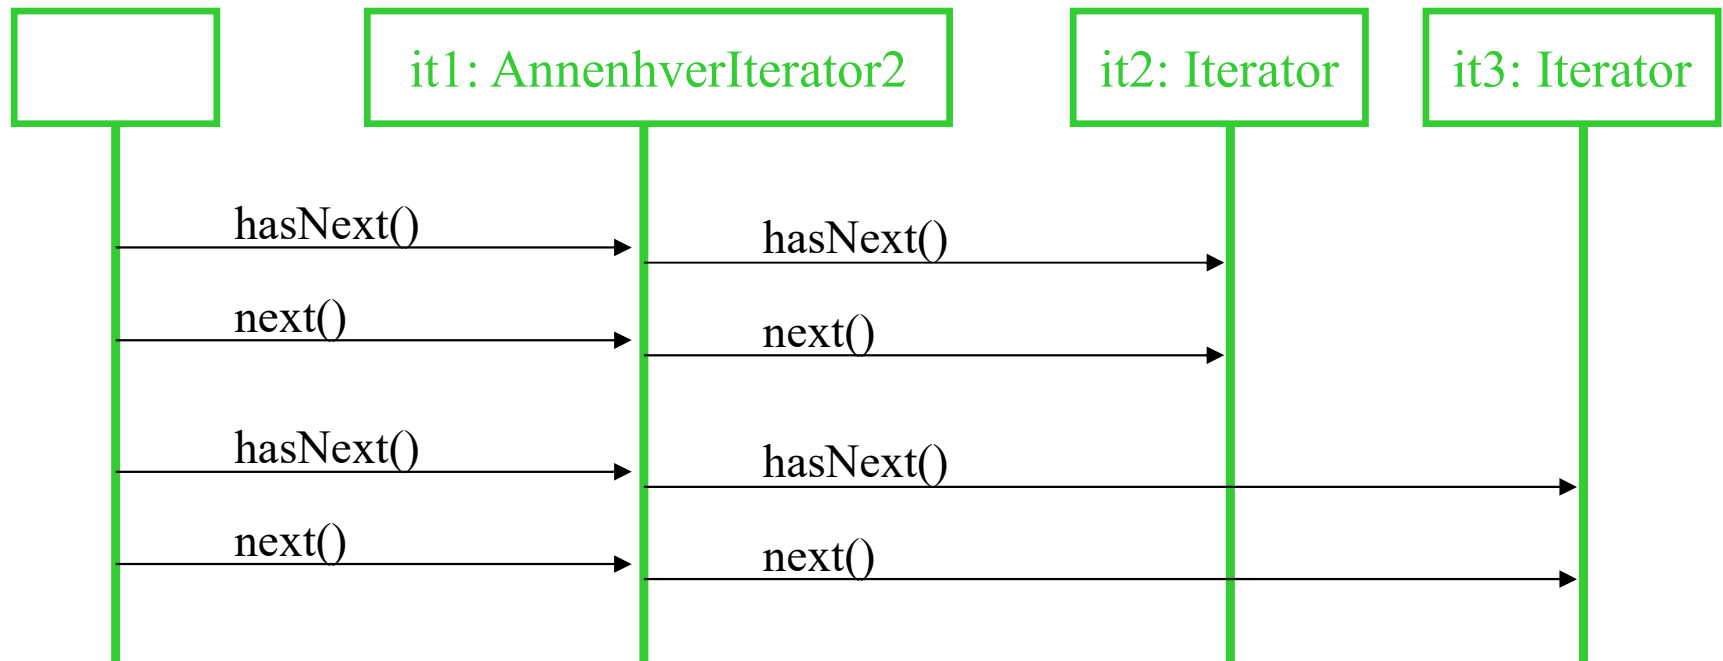 it1: AnnenhverIterator2
it2: Iterator
it3: Iterator
hasNext()
hasNext()
next()
next()
hasNext()
hasNext()
next()
next()